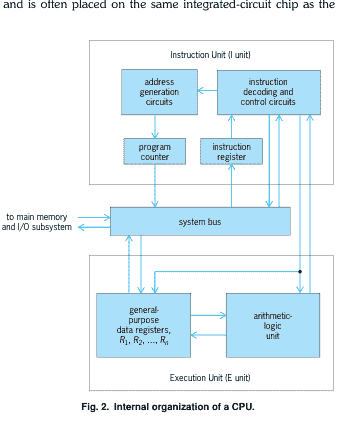 and is often placed on the same integrated-circuit chip as the
Instruction Unit (I unit)
address
generation
circuits
instruction
decoding and
control circuits
program
counter
instruction
register
to main memory
and I/O subsystem
system bus
general-
purpose
data registers,
R1, R2, ..., Rn
arithmetic-
logic
unit
Execution Unit (E unit)
Fig. 2. Internal organization of a CPU.